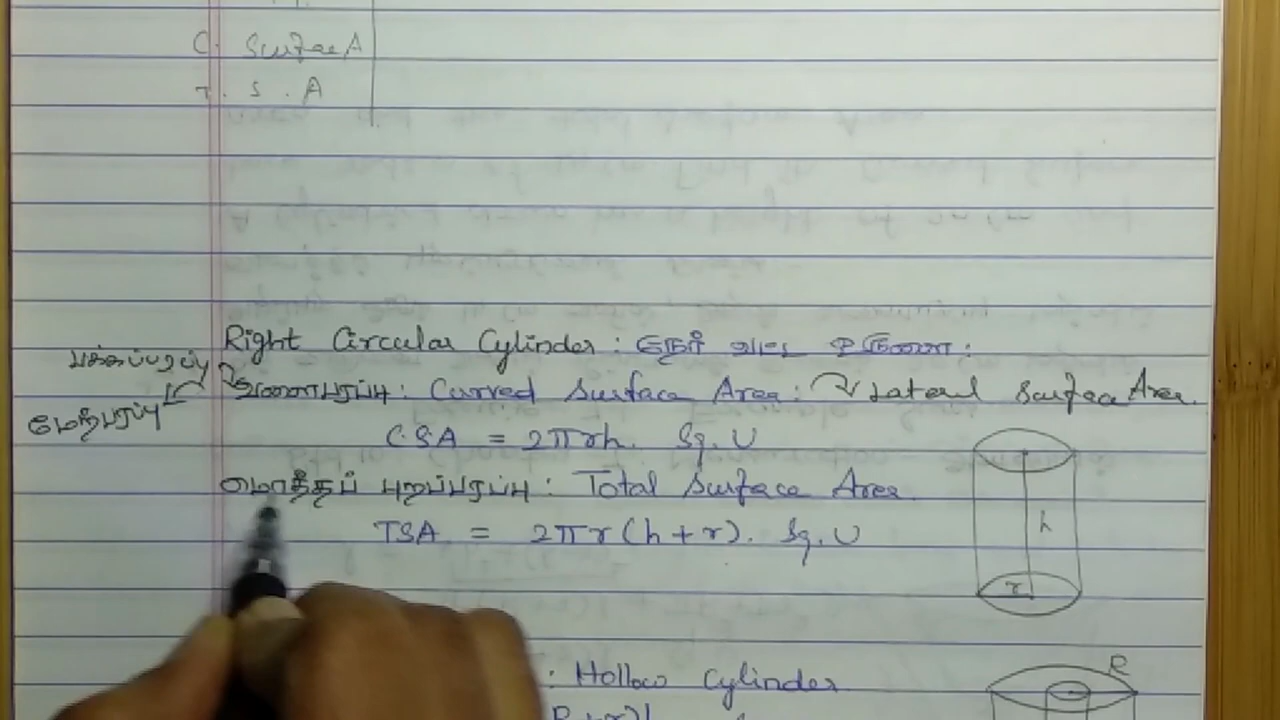 C. Surface A
T. S. A
Right Circular Cylinder : நேர் வட்ட உருளை :
பக்கப்பரப்பு
வளைபரப்பு : Curved Surface Area : Lateral Surface Area.
மேற்பரப்பு
C.S.A = 2πrh. Sq. U
மொத்தப் புறப்பரப்பு : Total Surface Area
TSA = 2πr(h+r). Sq. U
h
r
: Hollow Cylinder
R
R + r)